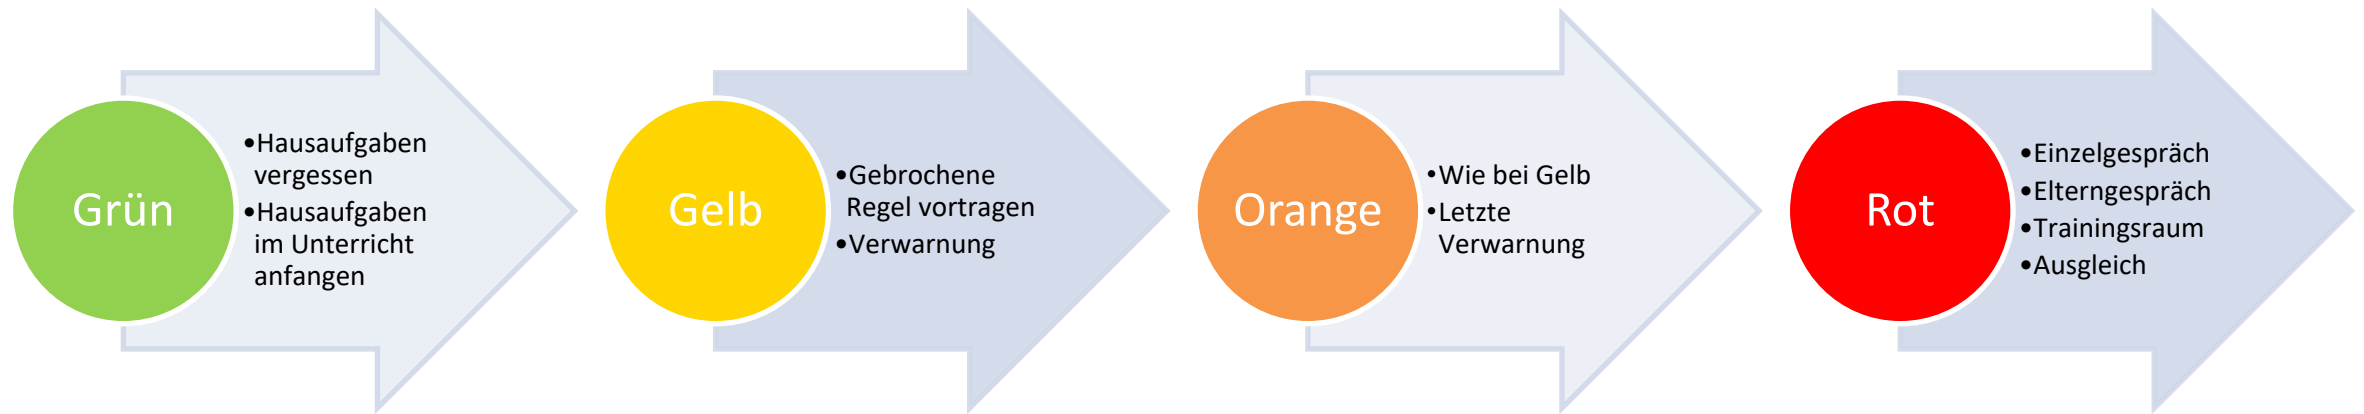 Grün
•Hausaufgaben
vergessen
•Hausaufgaben
im Unterricht
anfangen
Gelb
•Gebrochene
Regel vortragen
•Verwarnung
Orange
•Wie bei Gelb
•Letzte
Verwarnung
Rot
•Einzelgespräch
•Elterngespräch
•Trainingsraum
•Ausgleich